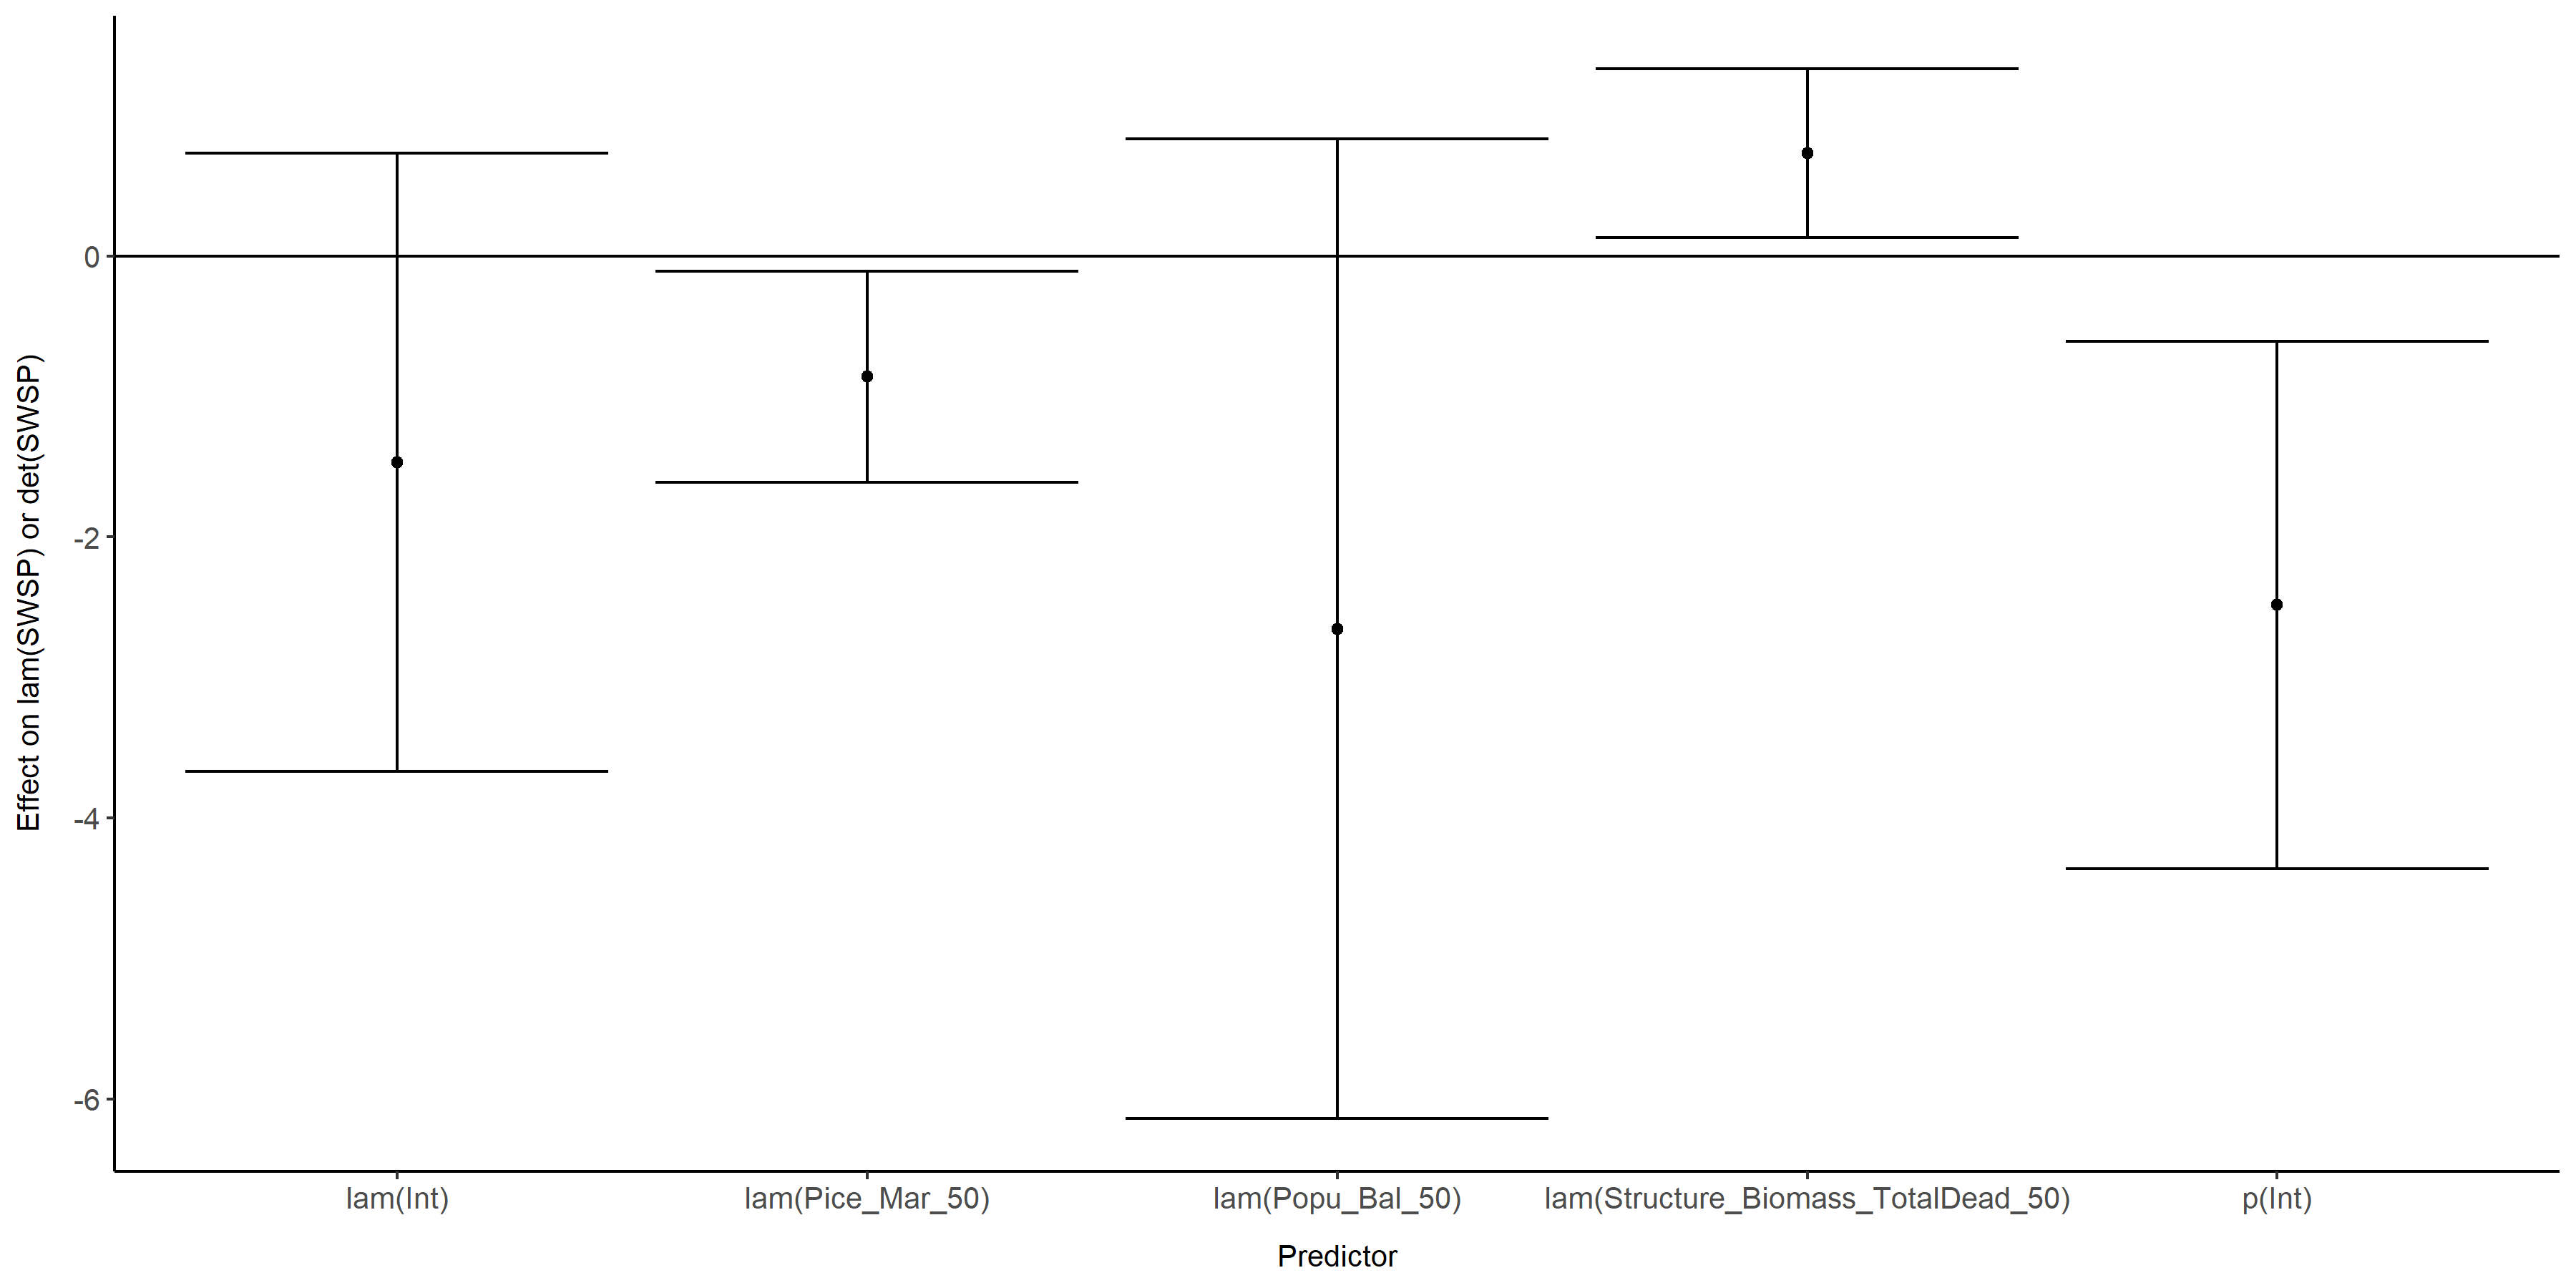 Effect on lam(SWSP) or det(SWSP)
0
-2
-4
-6
lam(Int) lam(Pice_Mar_50) lam(Popu_Bal_50) lam(Structure_Biomass_TotalDead_50) p(Int)
Predictor